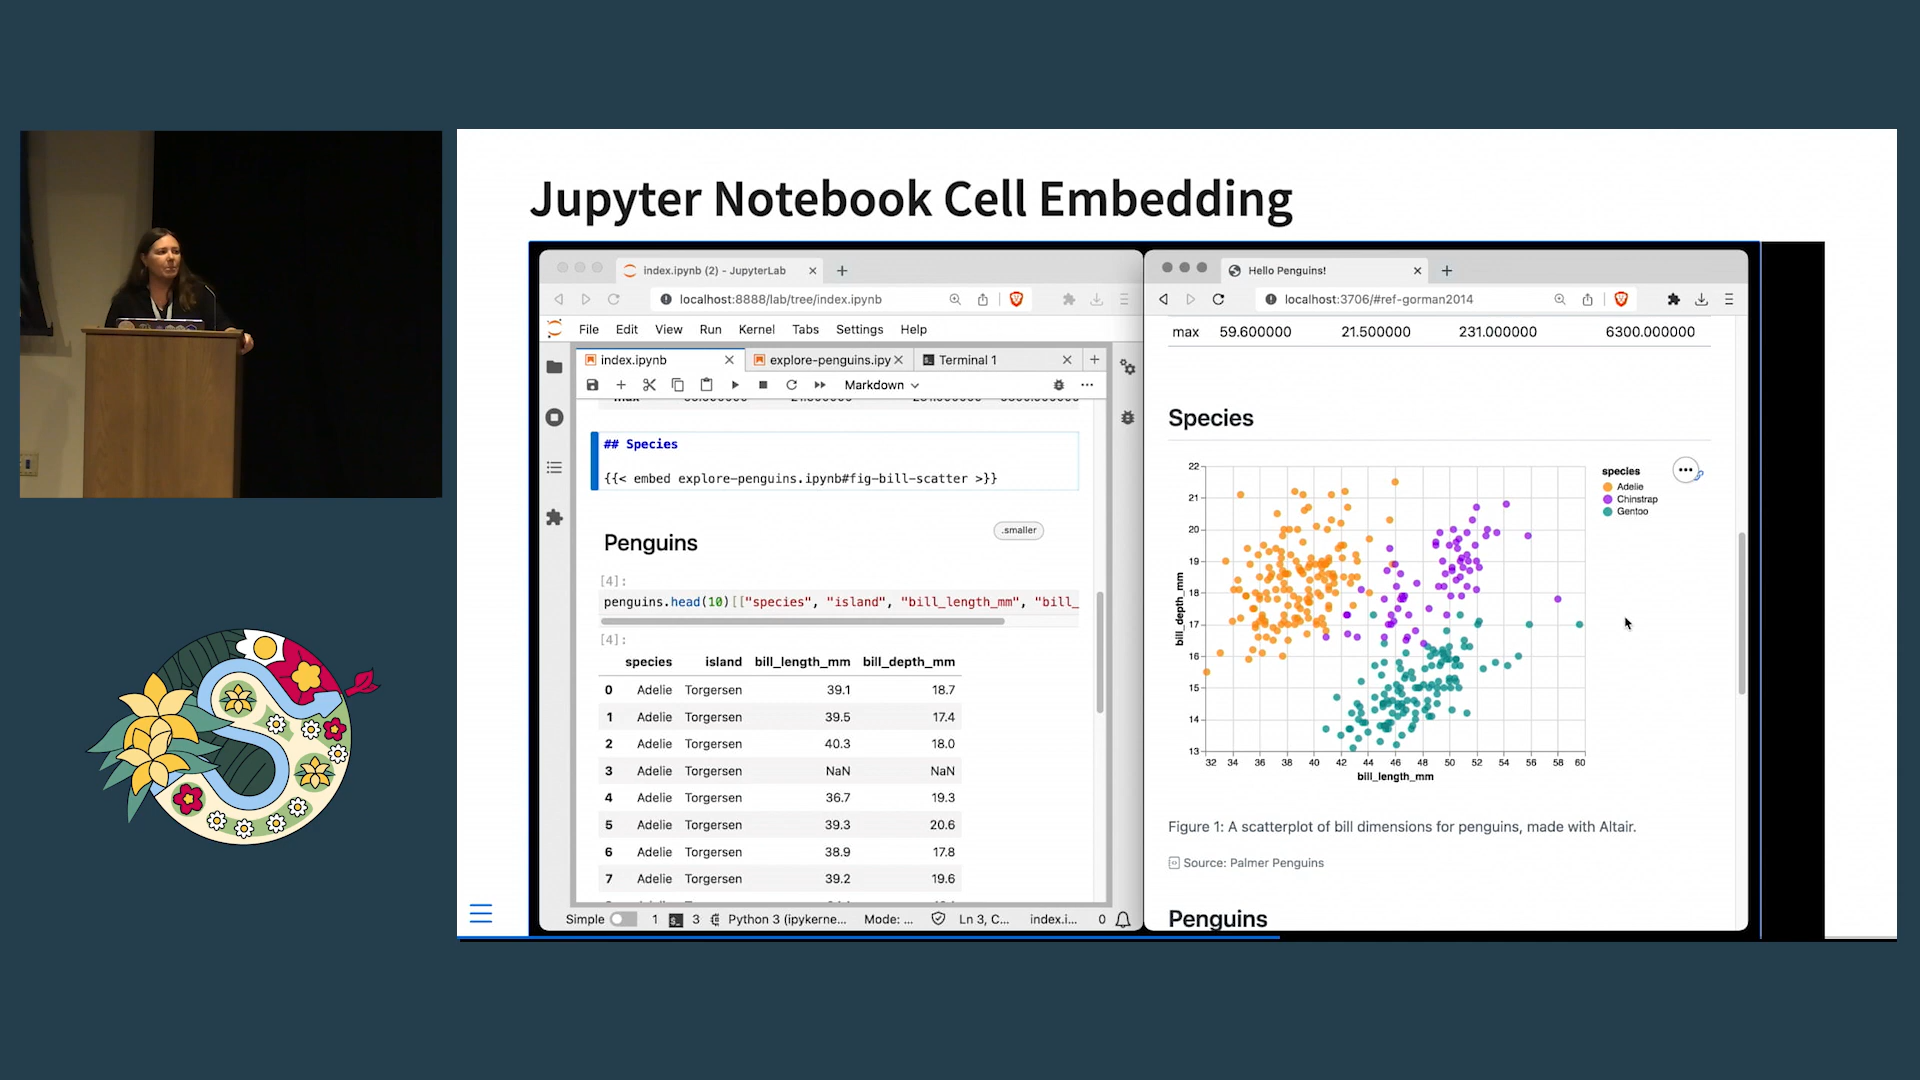 Jupyter Notebook Cell Embedding
index.ipynb (2) - JupyterLab
localhost:8888/lab/tree/index.ipynb
File Edit View Run Kernel Tabs Settings Help
index.ipynb
explore-penguins.ipy
Terminal 1
Markdown
## Species
{{< embed explore-penguins.ipynb#fig-bill-scatter >}}
.smaller
Penguins
[4]:
penguins.head(10)[["species", "island", "bill_length_mm", "bill_
[4]:
species island bill_length_mm bill_depth_mm
0 Adelie Torgersen 39.1 18.7
1 Adelie Torgersen 39.5 17.4
2 Adelie Torgersen 40.3 18.0
3 Adelie Torgersen NaN NaN
4 Adelie Torgersen 36.7 19.3
5 Adelie Torgersen 39.3 20.6
6 Adelie Torgersen 38.9 17.8
7 Adelie Torgersen 39.2 19.6
Simple 1 3 Python 3 (ipykerne... Mode: ... Ln 3, C... index.i... 0
Hello Penguins!
localhost:3706/#ref-gorman2014
max 59.600000 21.500000 231.000000 6300.000000
Species
22
21
20
19
18
17
16
15
14
13
bill_depth_mm
32 34 36 38 40 42 44 46 48 50 52 54 56 58 60
bill_length_mm
species
Adelie
Chinstrap
Gentoo
Figure 1: A scatterplot of bill dimensions for penguins, made with Altair.
Source: Palmer Penguins
Penguins